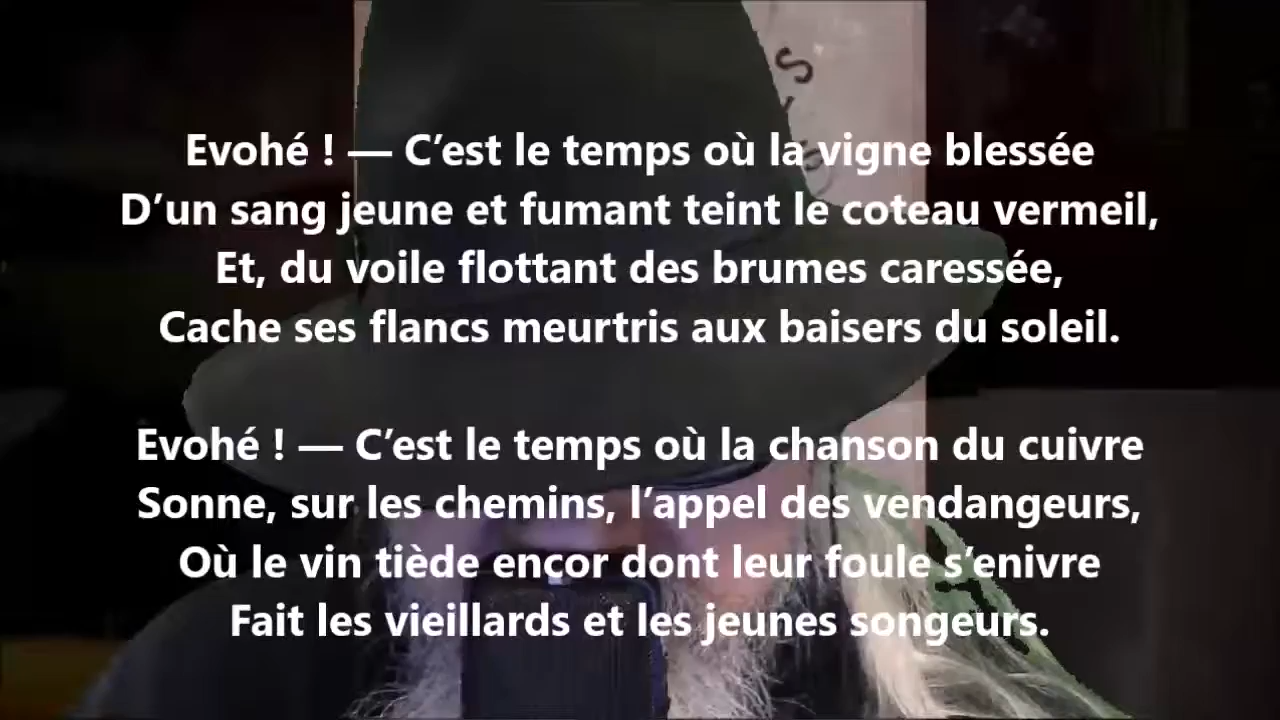 Evohé ! — C’est le temps où la vigne blessée
D’un sang jeune et fumant teint le coteau vermeil,
Et, du voile flottant des brumes caressée,
Cache ses flancs meurtris aux baisers du soleil.
Evohé ! — C’est le temps où la chanson du cuivre
Sonne, sur les chemins, l’appel des vendangeurs,
Où le vin tiède encor dont leur foule s’enivre
Fait les vieillards et les jeunes songeurs.